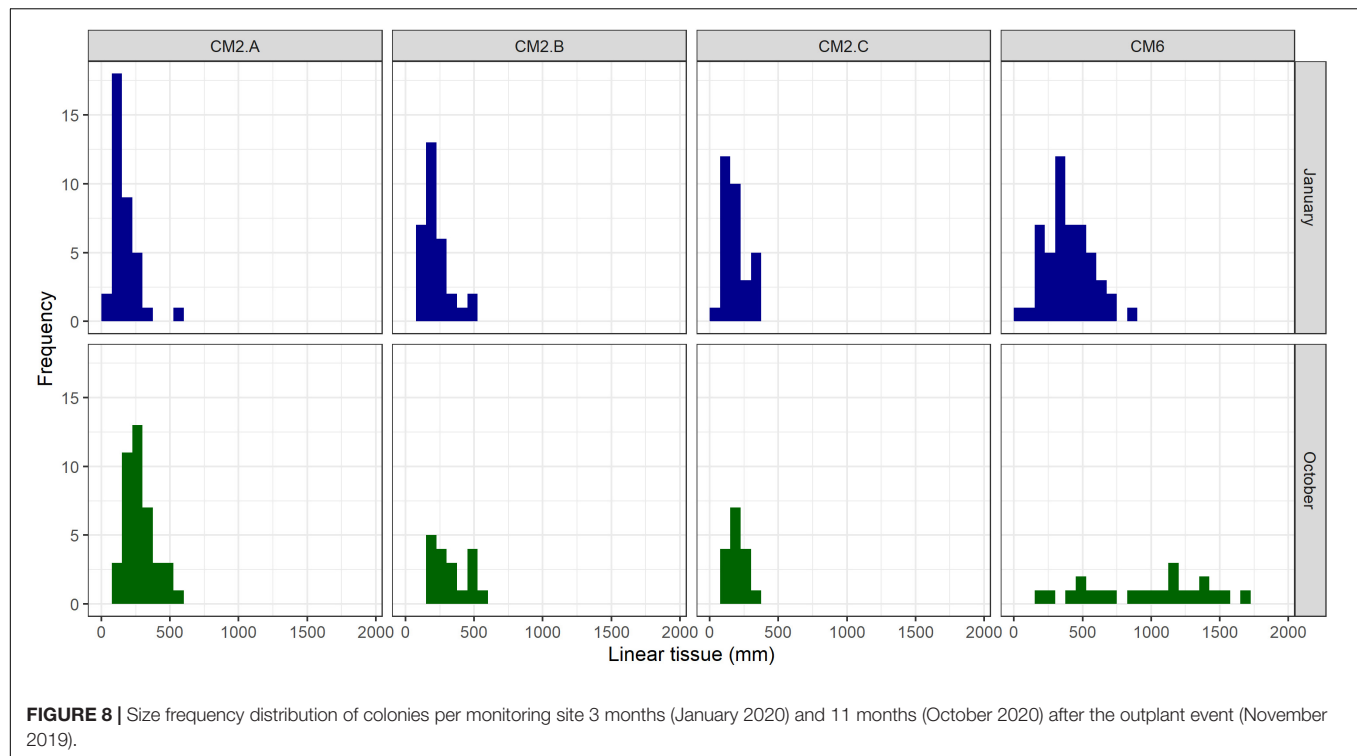 CM2.A CM2.B CM2.C CM6
15
10
5
0
January
Frequency
15
10
5
0
October
0 500 1000 1500 2000 0 500 1000 1500 2000 0 500 1000 1500 2000 0 500 1000 1500 2000
Linear tissue (mm)
FIGURE 8 | Size frequency distribution of colonies per monitoring site 3 months (January 2020) and 11 months (October 2020) after the outplant event (November
2019).